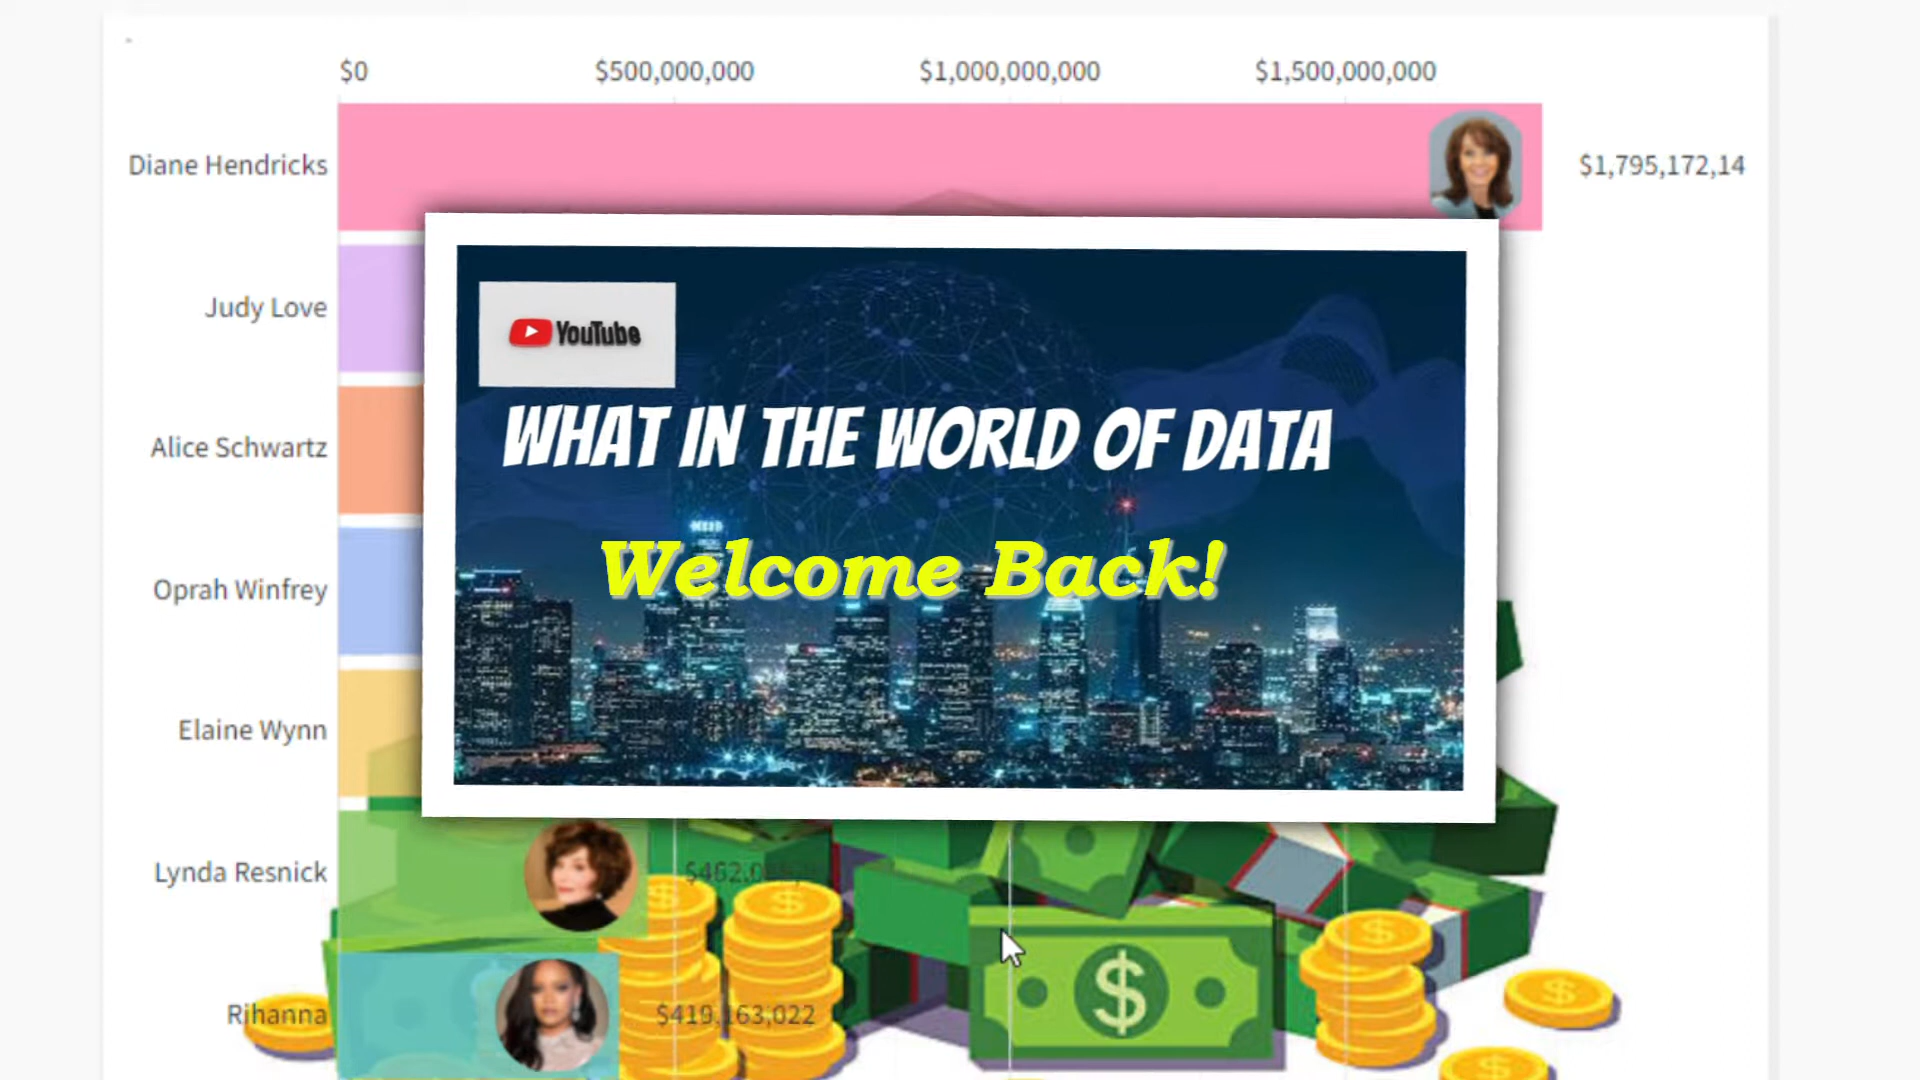 $0 $500,000,000 $1,000,000,000 $1,500,000,000
Diane Hendricks $1,795,172,14
YouTube
Judy Love
WHAT IN THE WORLD OF DATA
Alice Schwartz
Welcome Back!
Oprah Winfrey
Elaine Wynn
Lynda Resnick
Rihanna $419,163,022